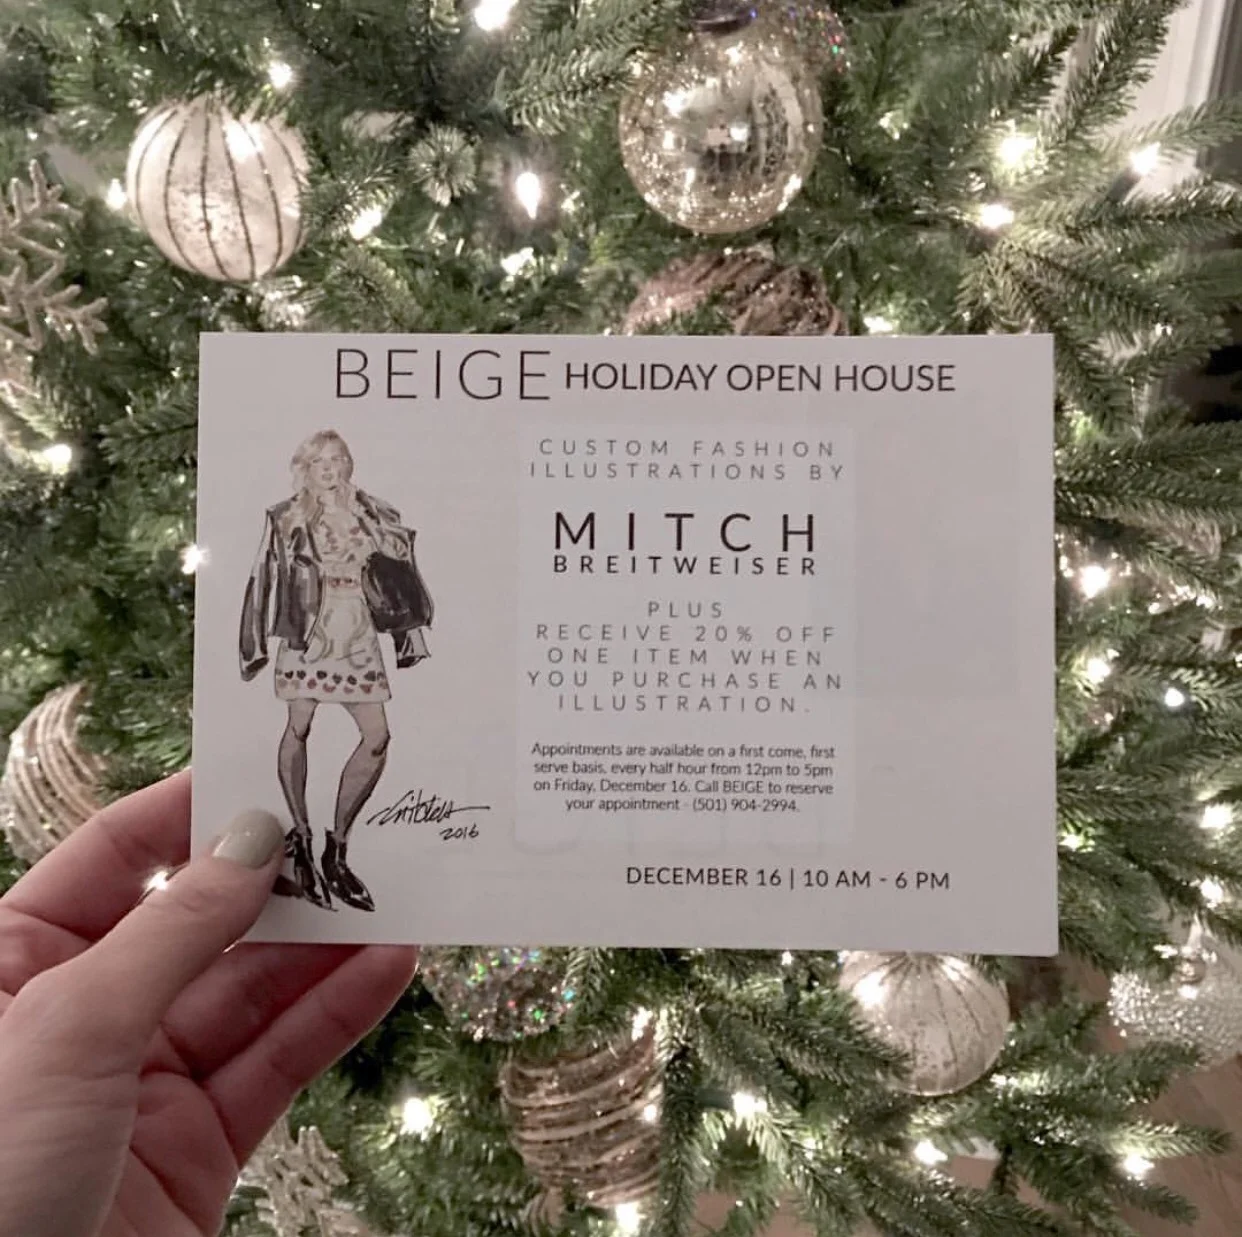 BEIGE HOLIDAY OPEN HOUSE
CUSTOM FASHION
ILLUSTRATIONS BY
MITCH
BREITWEISER
PLUS
RECEIVE 20% OFF
ONE ITEM WHEN
YOU PURCHASE AN
ILLUSTRATION.
Appointments are available on a first come, first
serve basis, every half hour from 12pm to 5pm
on Friday, December 16. Call BEIGE to reserve
your appointment - (501) 904-2994.
2016
DECEMBER 16 | 10 AM - 6 PM